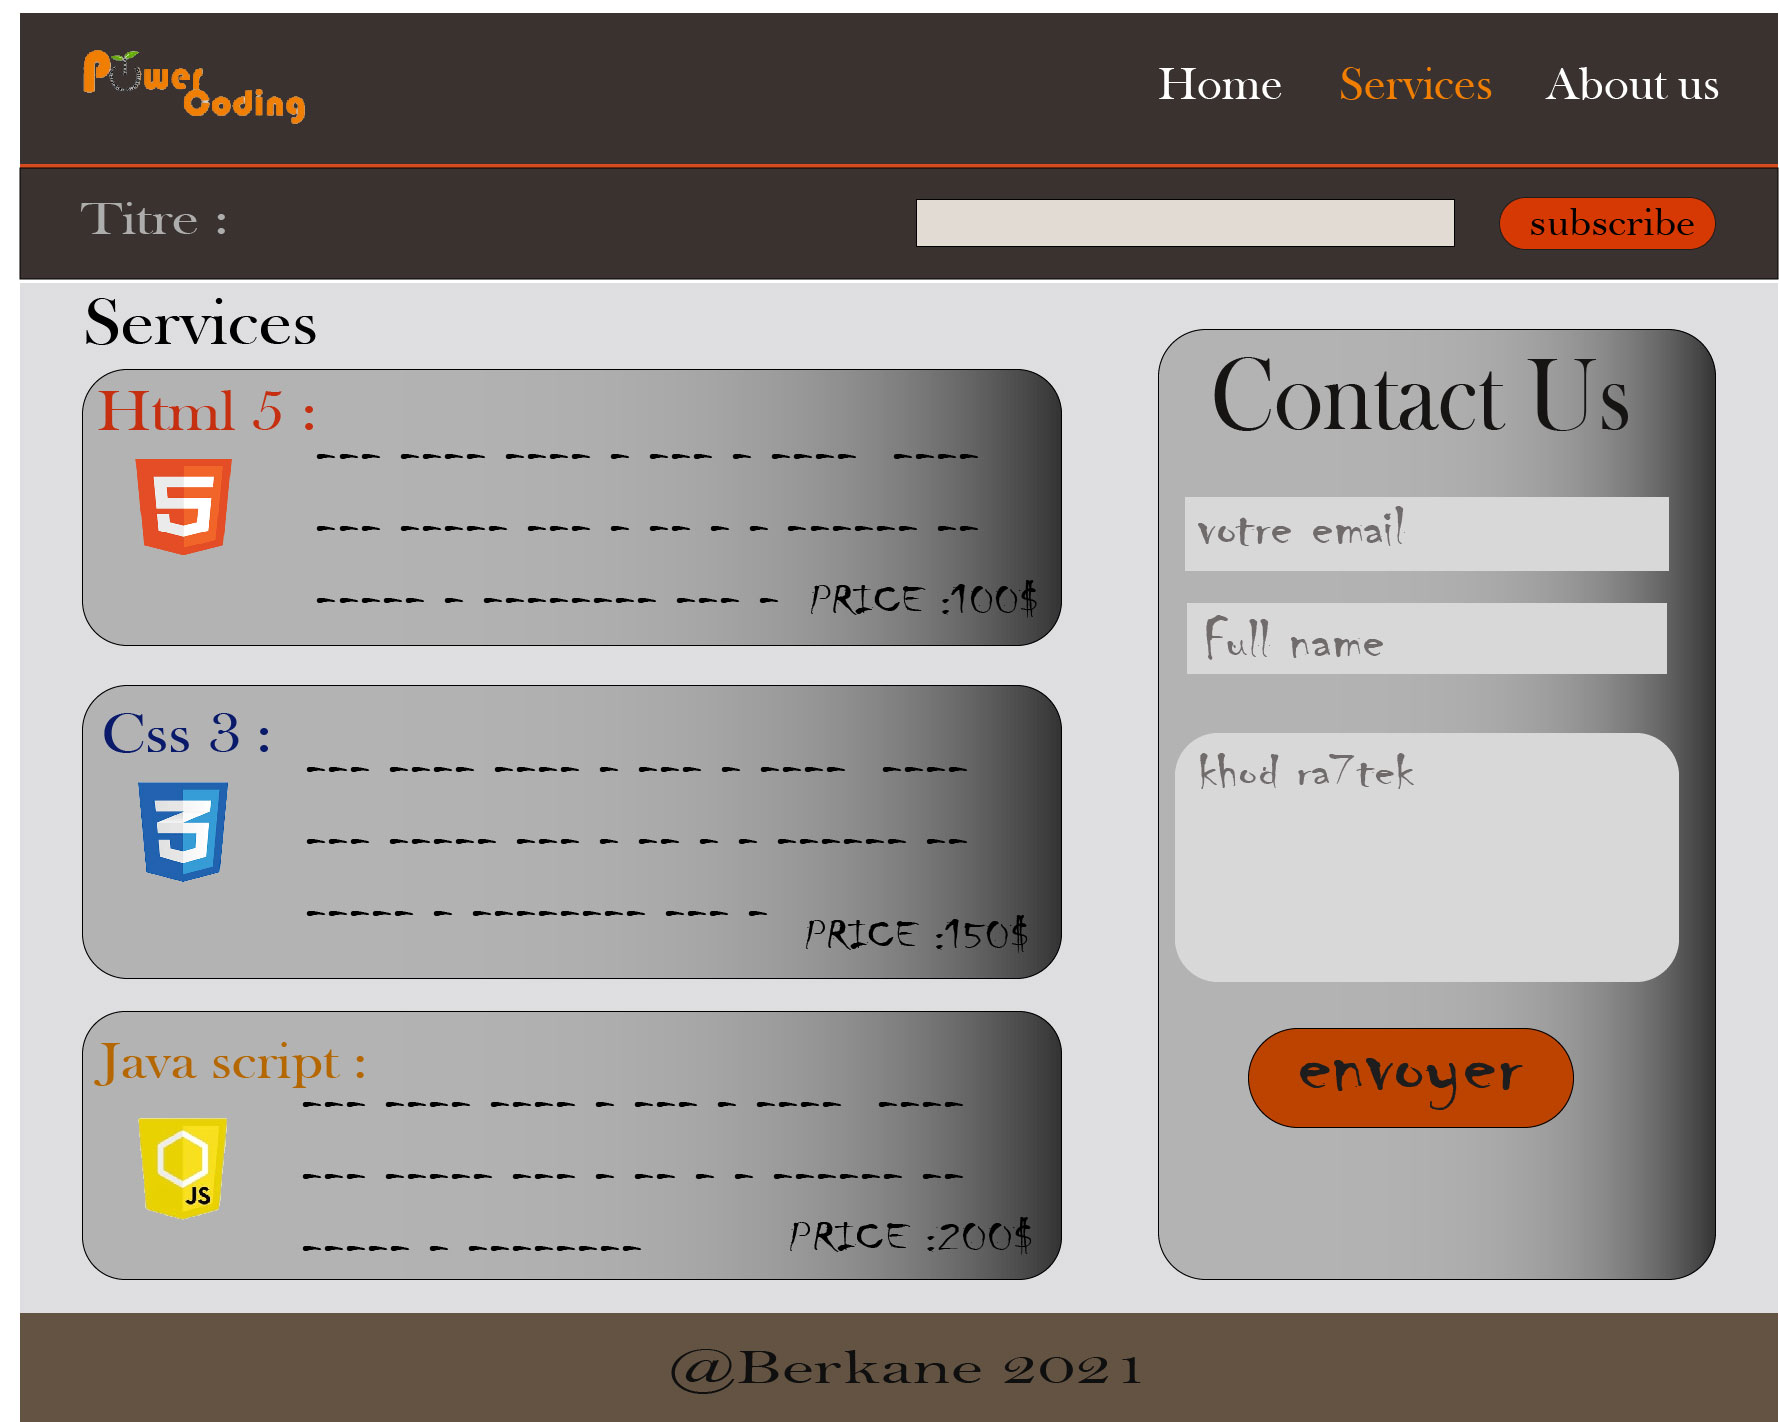 Power
Coding
Home Services About us
Titre :
subscribe
Services
Html 5 :
--- ---- ---- - --- - ---- ----
--- ----- --- - -- - - ------ --
----- - -------- --- -
PRICE :100$
Css 3 :
--- ---- ---- - --- - ---- ----
--- ----- --- - -- - - ------ --
----- - -------- --- -
PRICE :150$
Java script :
JS
--- ---- ---- - --- - ---- ----
--- ----- --- - -- - - ------ --
----- - --------
PRICE :200$
Contact Us
votre email
Full name
khod ra7tek
envoyer
@Berkane 2021